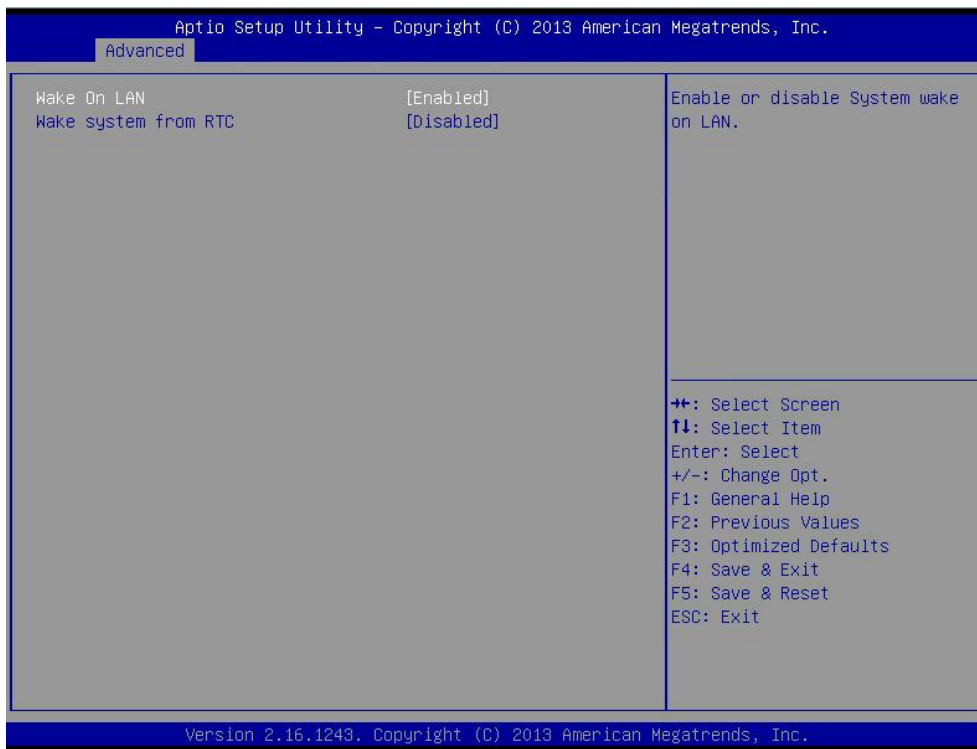 Aptio Setup Utility – Copyright (C) 2013 American Megatrends, Inc.
Advanced
Wake On LAN [Enabled]
Wake system from RTC [Disabled]
Enable or disable System wake
on LAN.
→←: Select Screen
↑↓: Select Item
Enter: Select
+/-: Change Opt.
F1: General Help
F2: Previous Values
F3: Optimized Defaults
F4: Save & Exit
F5: Save & Reset
ESC: Exit
Version 2.16.1243. Copyright (C) 2013 American Megatrends, Inc.